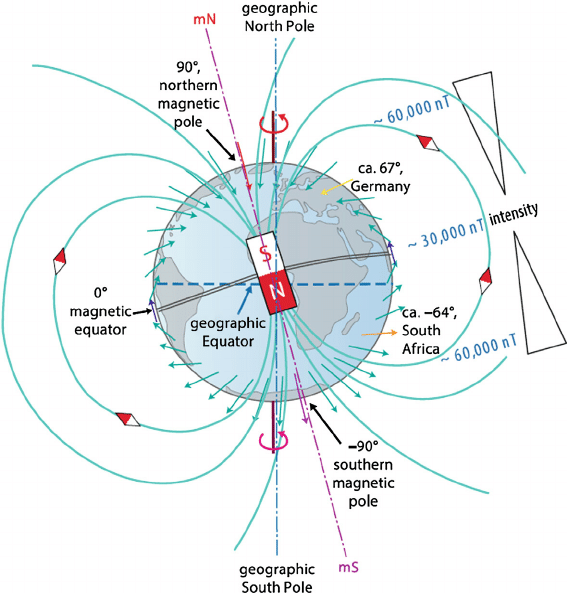 geographic
North Pole
mN
90°,
northern
magnetic
pole
~ 60,000 nT
ca. 67°,
Germany
intensity
~ 30,000 nT
S
N
0°
magnetic
equator
geographic
Equator
ca. –64°,
South
Africa
~ 60,000 nT
–90°
southern
magnetic
pole
geographic
South Pole
mS